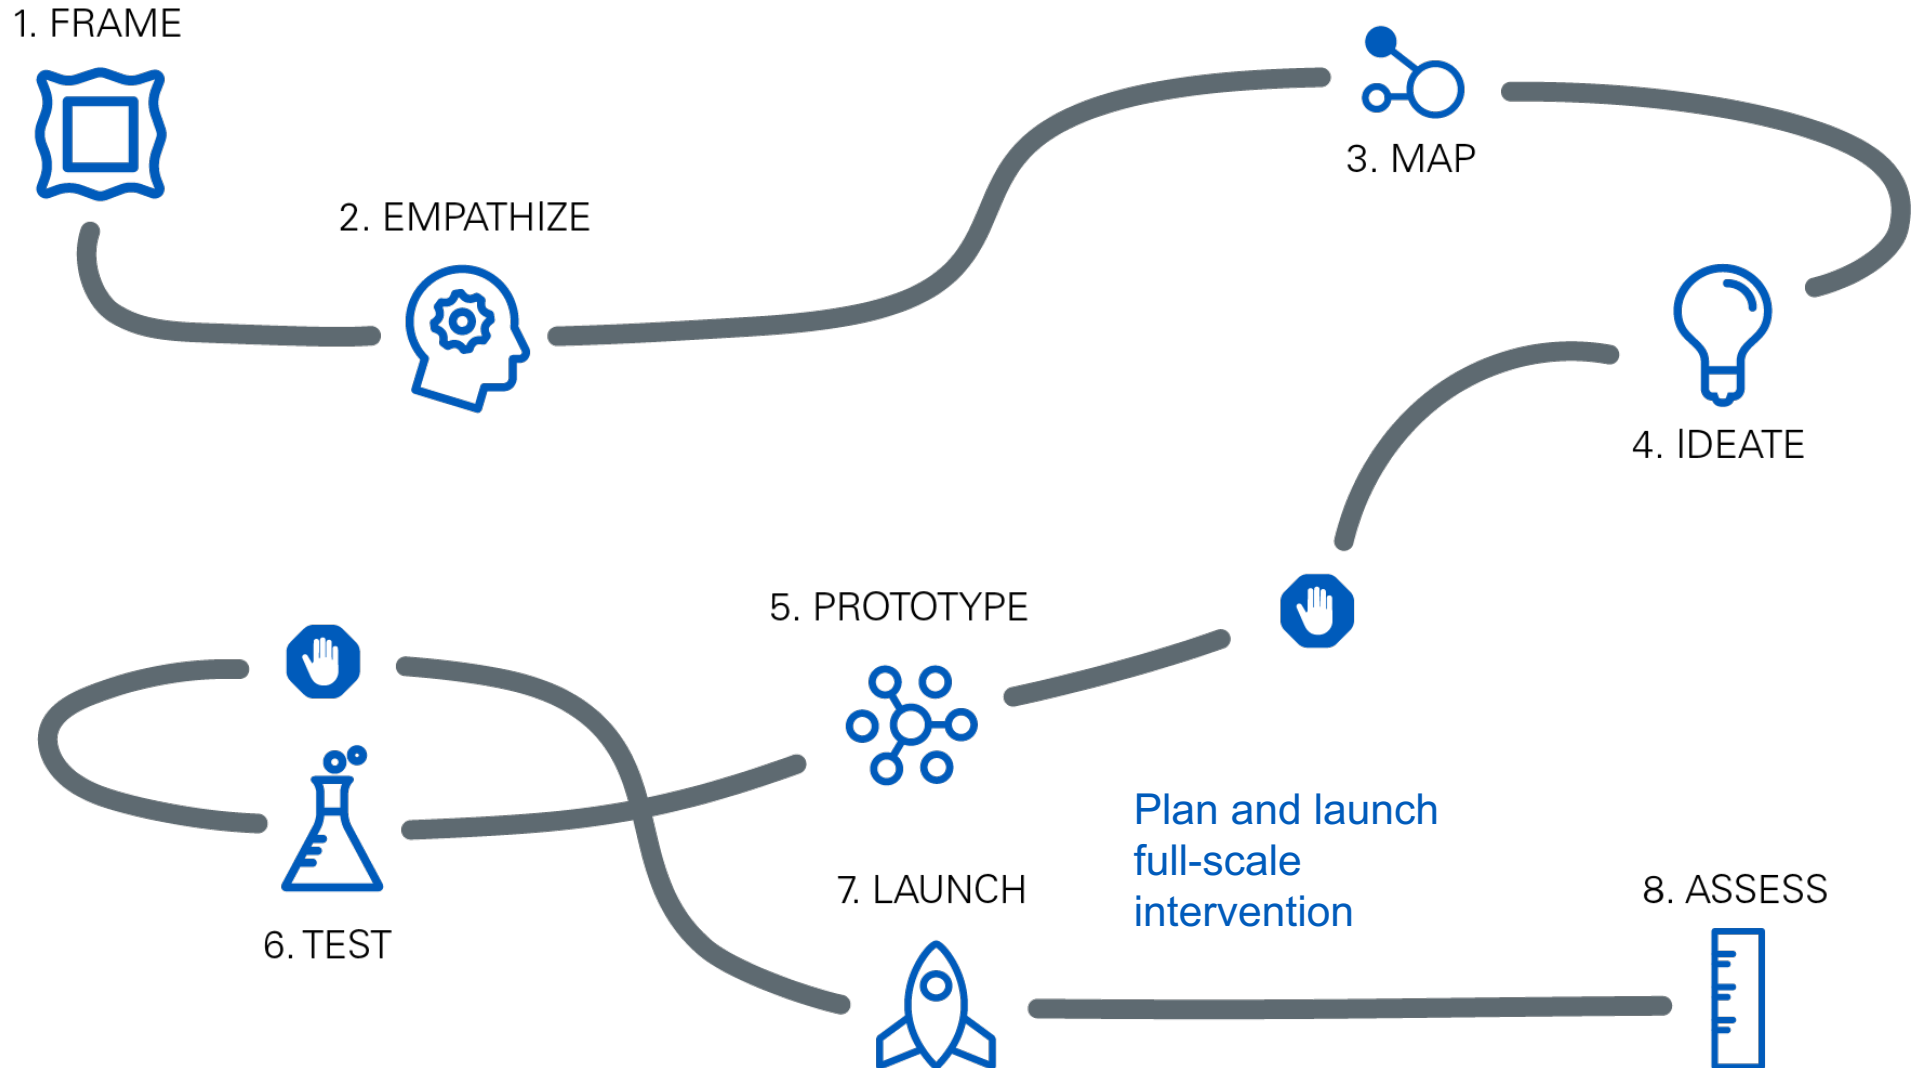 1. FRAME
2. EMPATHIZE
3. MAP
4. IDEATE
5. PROTOTYPE
6. TEST
7. LAUNCH
Plan and launch
full-scale
intervention
8. ASSESS